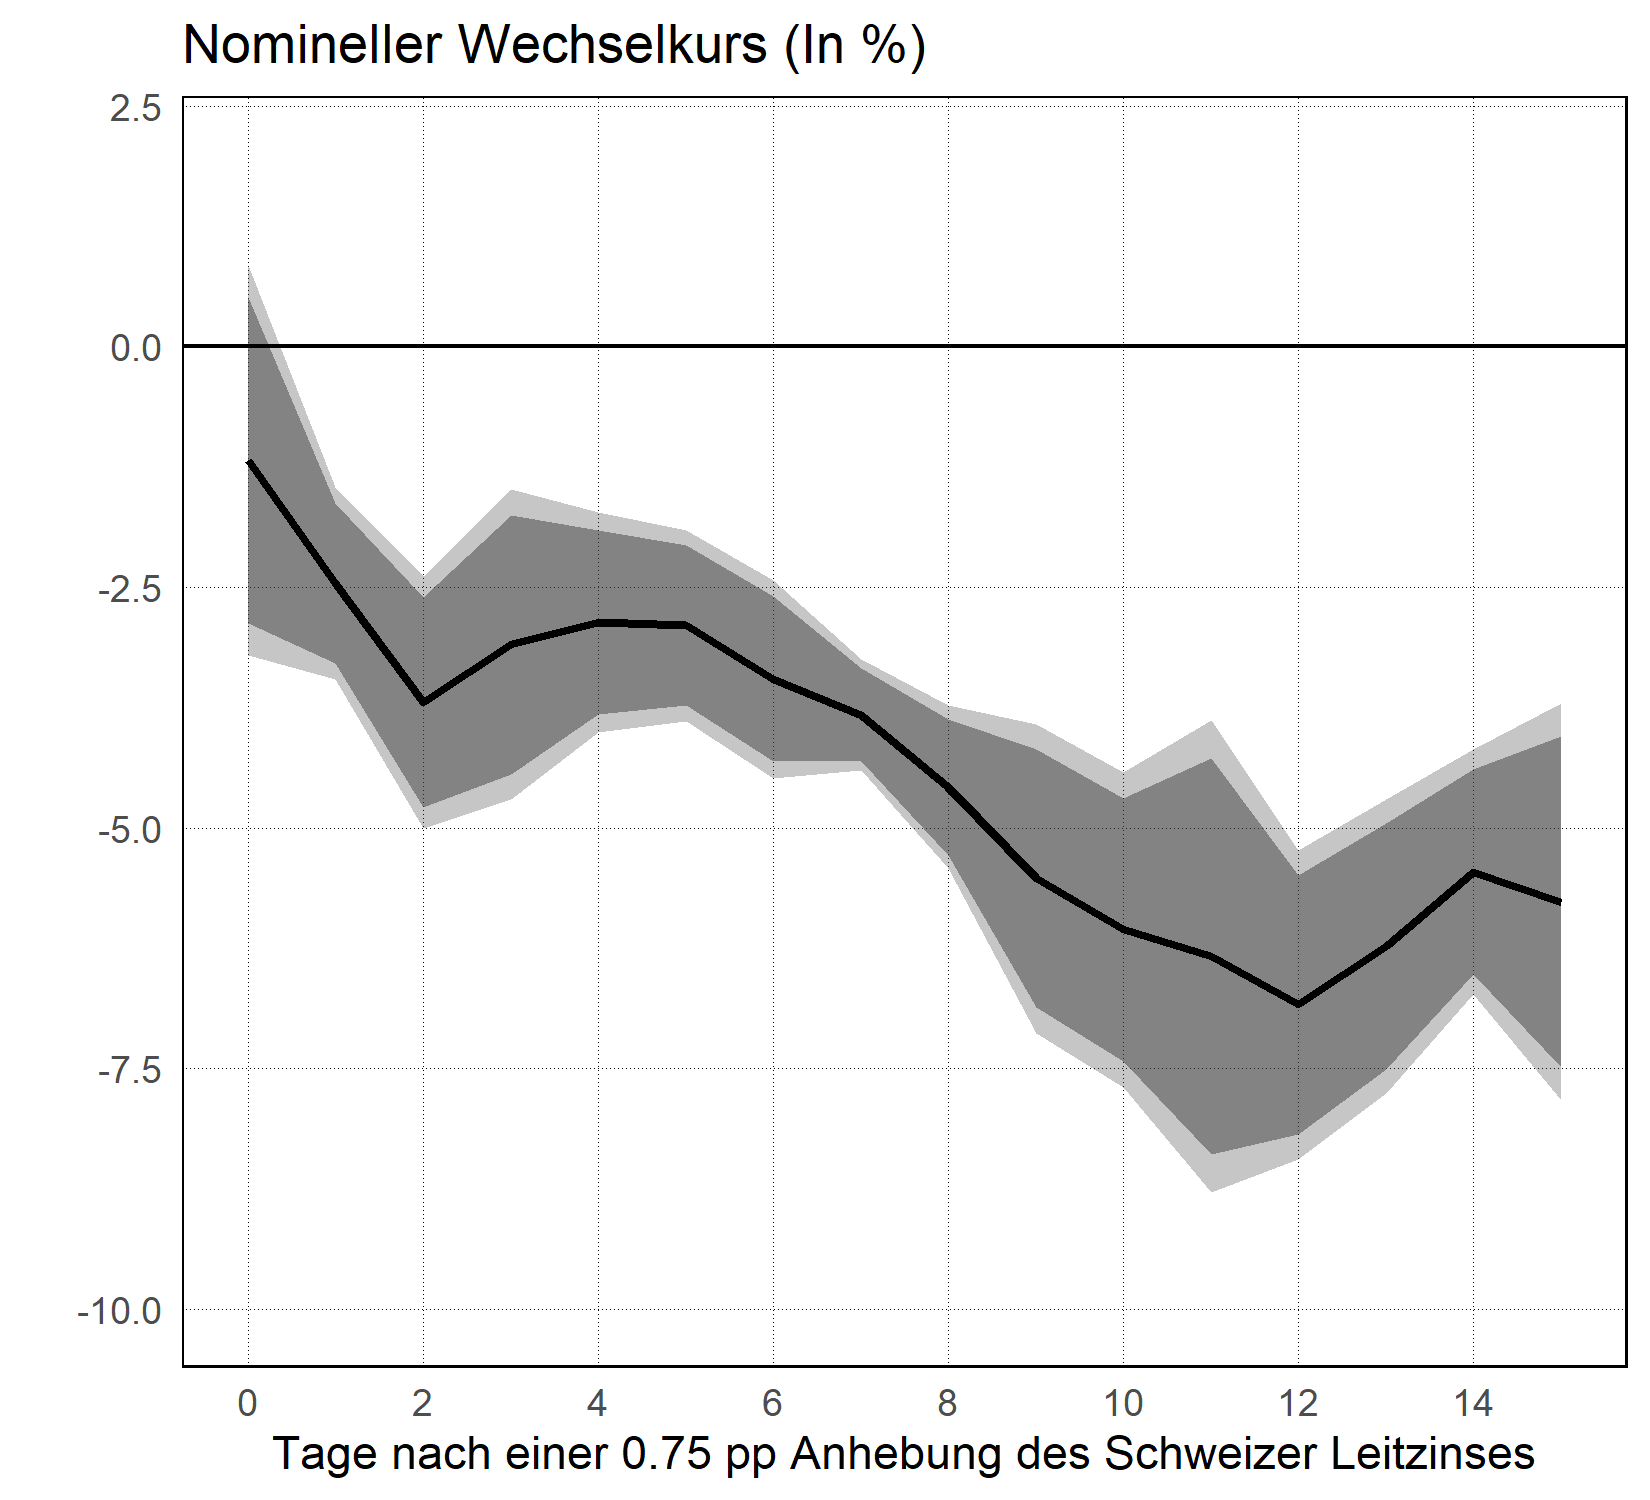 Nomineller Wechselkurs (In %)
2.5
0.0
-2.5
-5.0
-7.5
-10.0
0 2 4 6 8 10 12 14
Tage nach einer 0.75 pp Anhebung des Schweizer Leitzinses